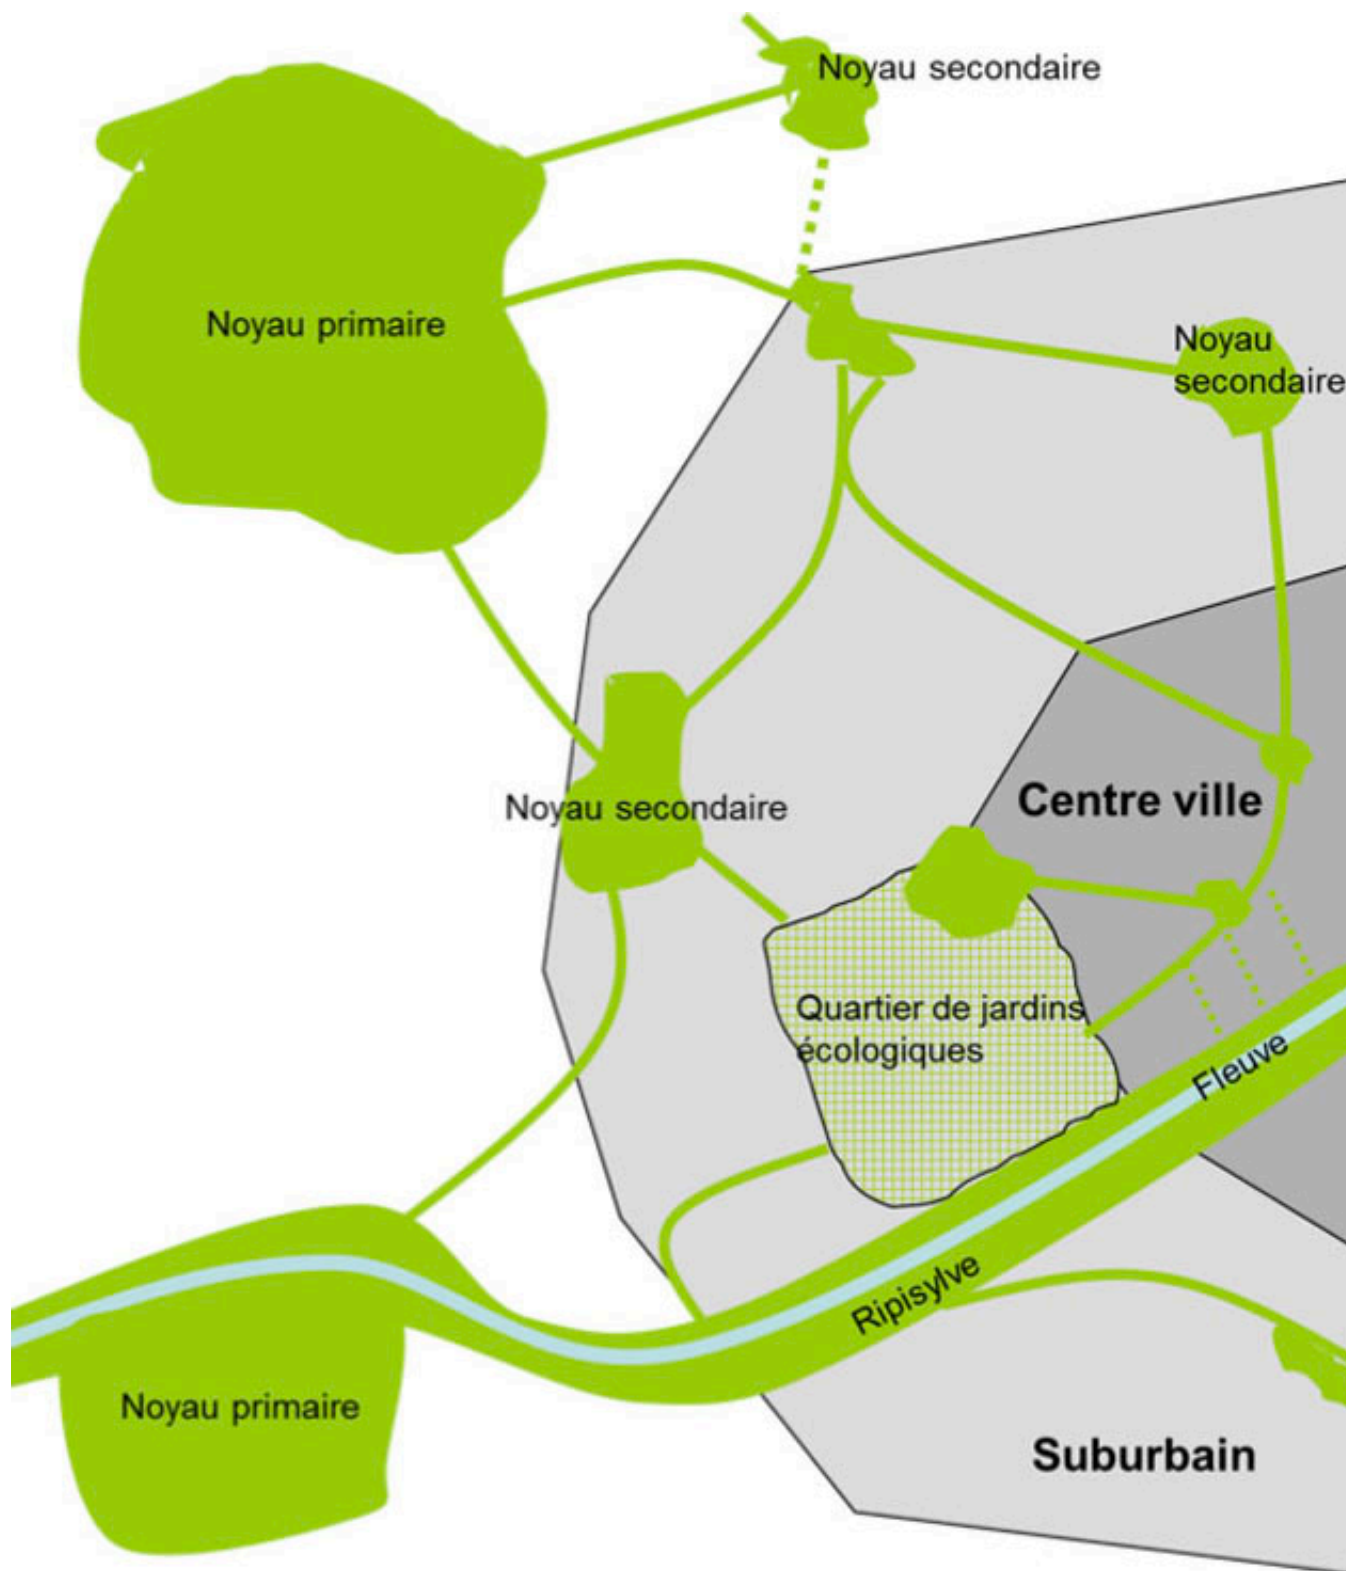 Noyau secondaire
Noyau primaire
Noyau
secondaire
Centre ville
Noyau secondaire
Quartier de jardins
écologiques
Fleuve
Ripisylve
Noyau primaire
Suburbain